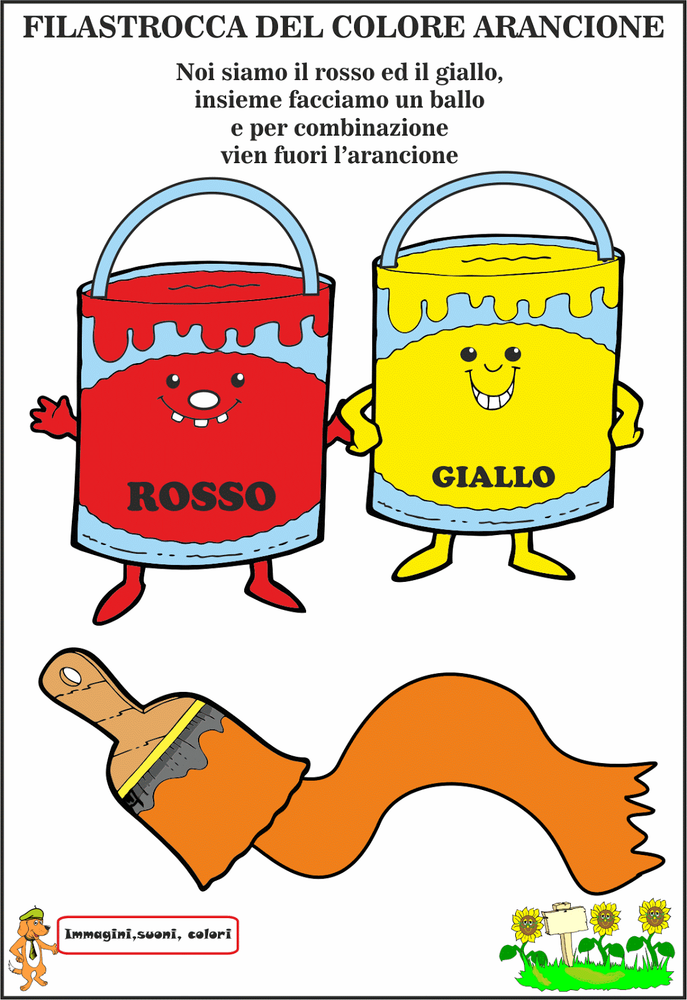 FILASTROCCA DEL COLORE ARANCIONE
Noi siamo il rosso ed il giallo,
insieme facciamo un ballo
e per combinazione
vien fuori l’arancione
ROSSO
GIALLO
Immagini,suoni, colori